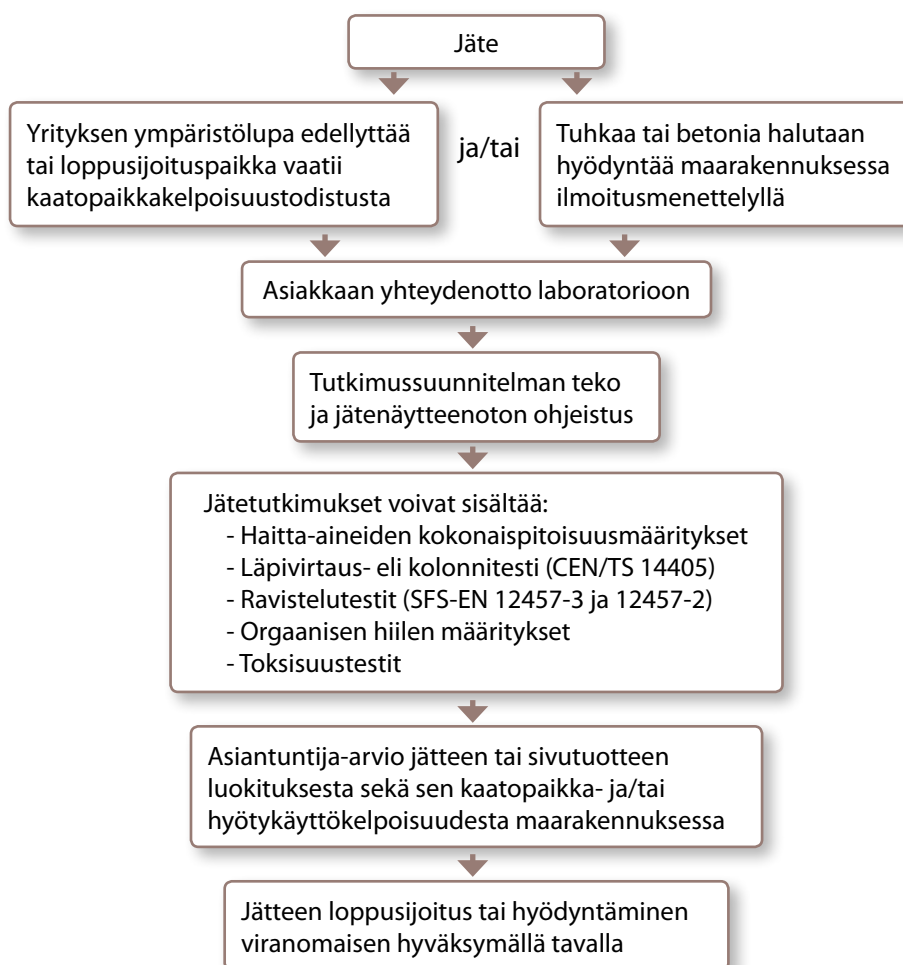 Jäte
Yrityksen ympäristölupa edellyttää
tai loppusijoituspaikka vaatii
kaatopaikkakelpoisuustodistusta
ja/tai
Tuhkaa tai betonia halutaan
hyödyntää maarakennuksessa
ilmoitusmenettelyllä
Asiakkaan yhteydenotto laboratorioon
Tutkimussuunnitelman teko
ja jätenäytteenoton ohjeistus
Jätetutkimukset voivat sisältää:
- Haitta-aineiden kokonaispitoisuusmääritykset
- Läpivirtaus- eli kolonnitesti (CEN/TS 14405)
- Ravistelutestit (SFS-EN 12457-3 ja 12457-2)
- Orgaanisen hiilen määritykset
- Toksisuustestit
Asiantuntija-arvio jätteen tai sivutuotteen
luokituksesta sekä sen kaatopaikka- ja/tai
hyötykäyttökelpoisuudesta maarakennuksessa
Jätteen loppusijoitus tai hyödyntäminen
viranomaisen hyväksymällä tavalla